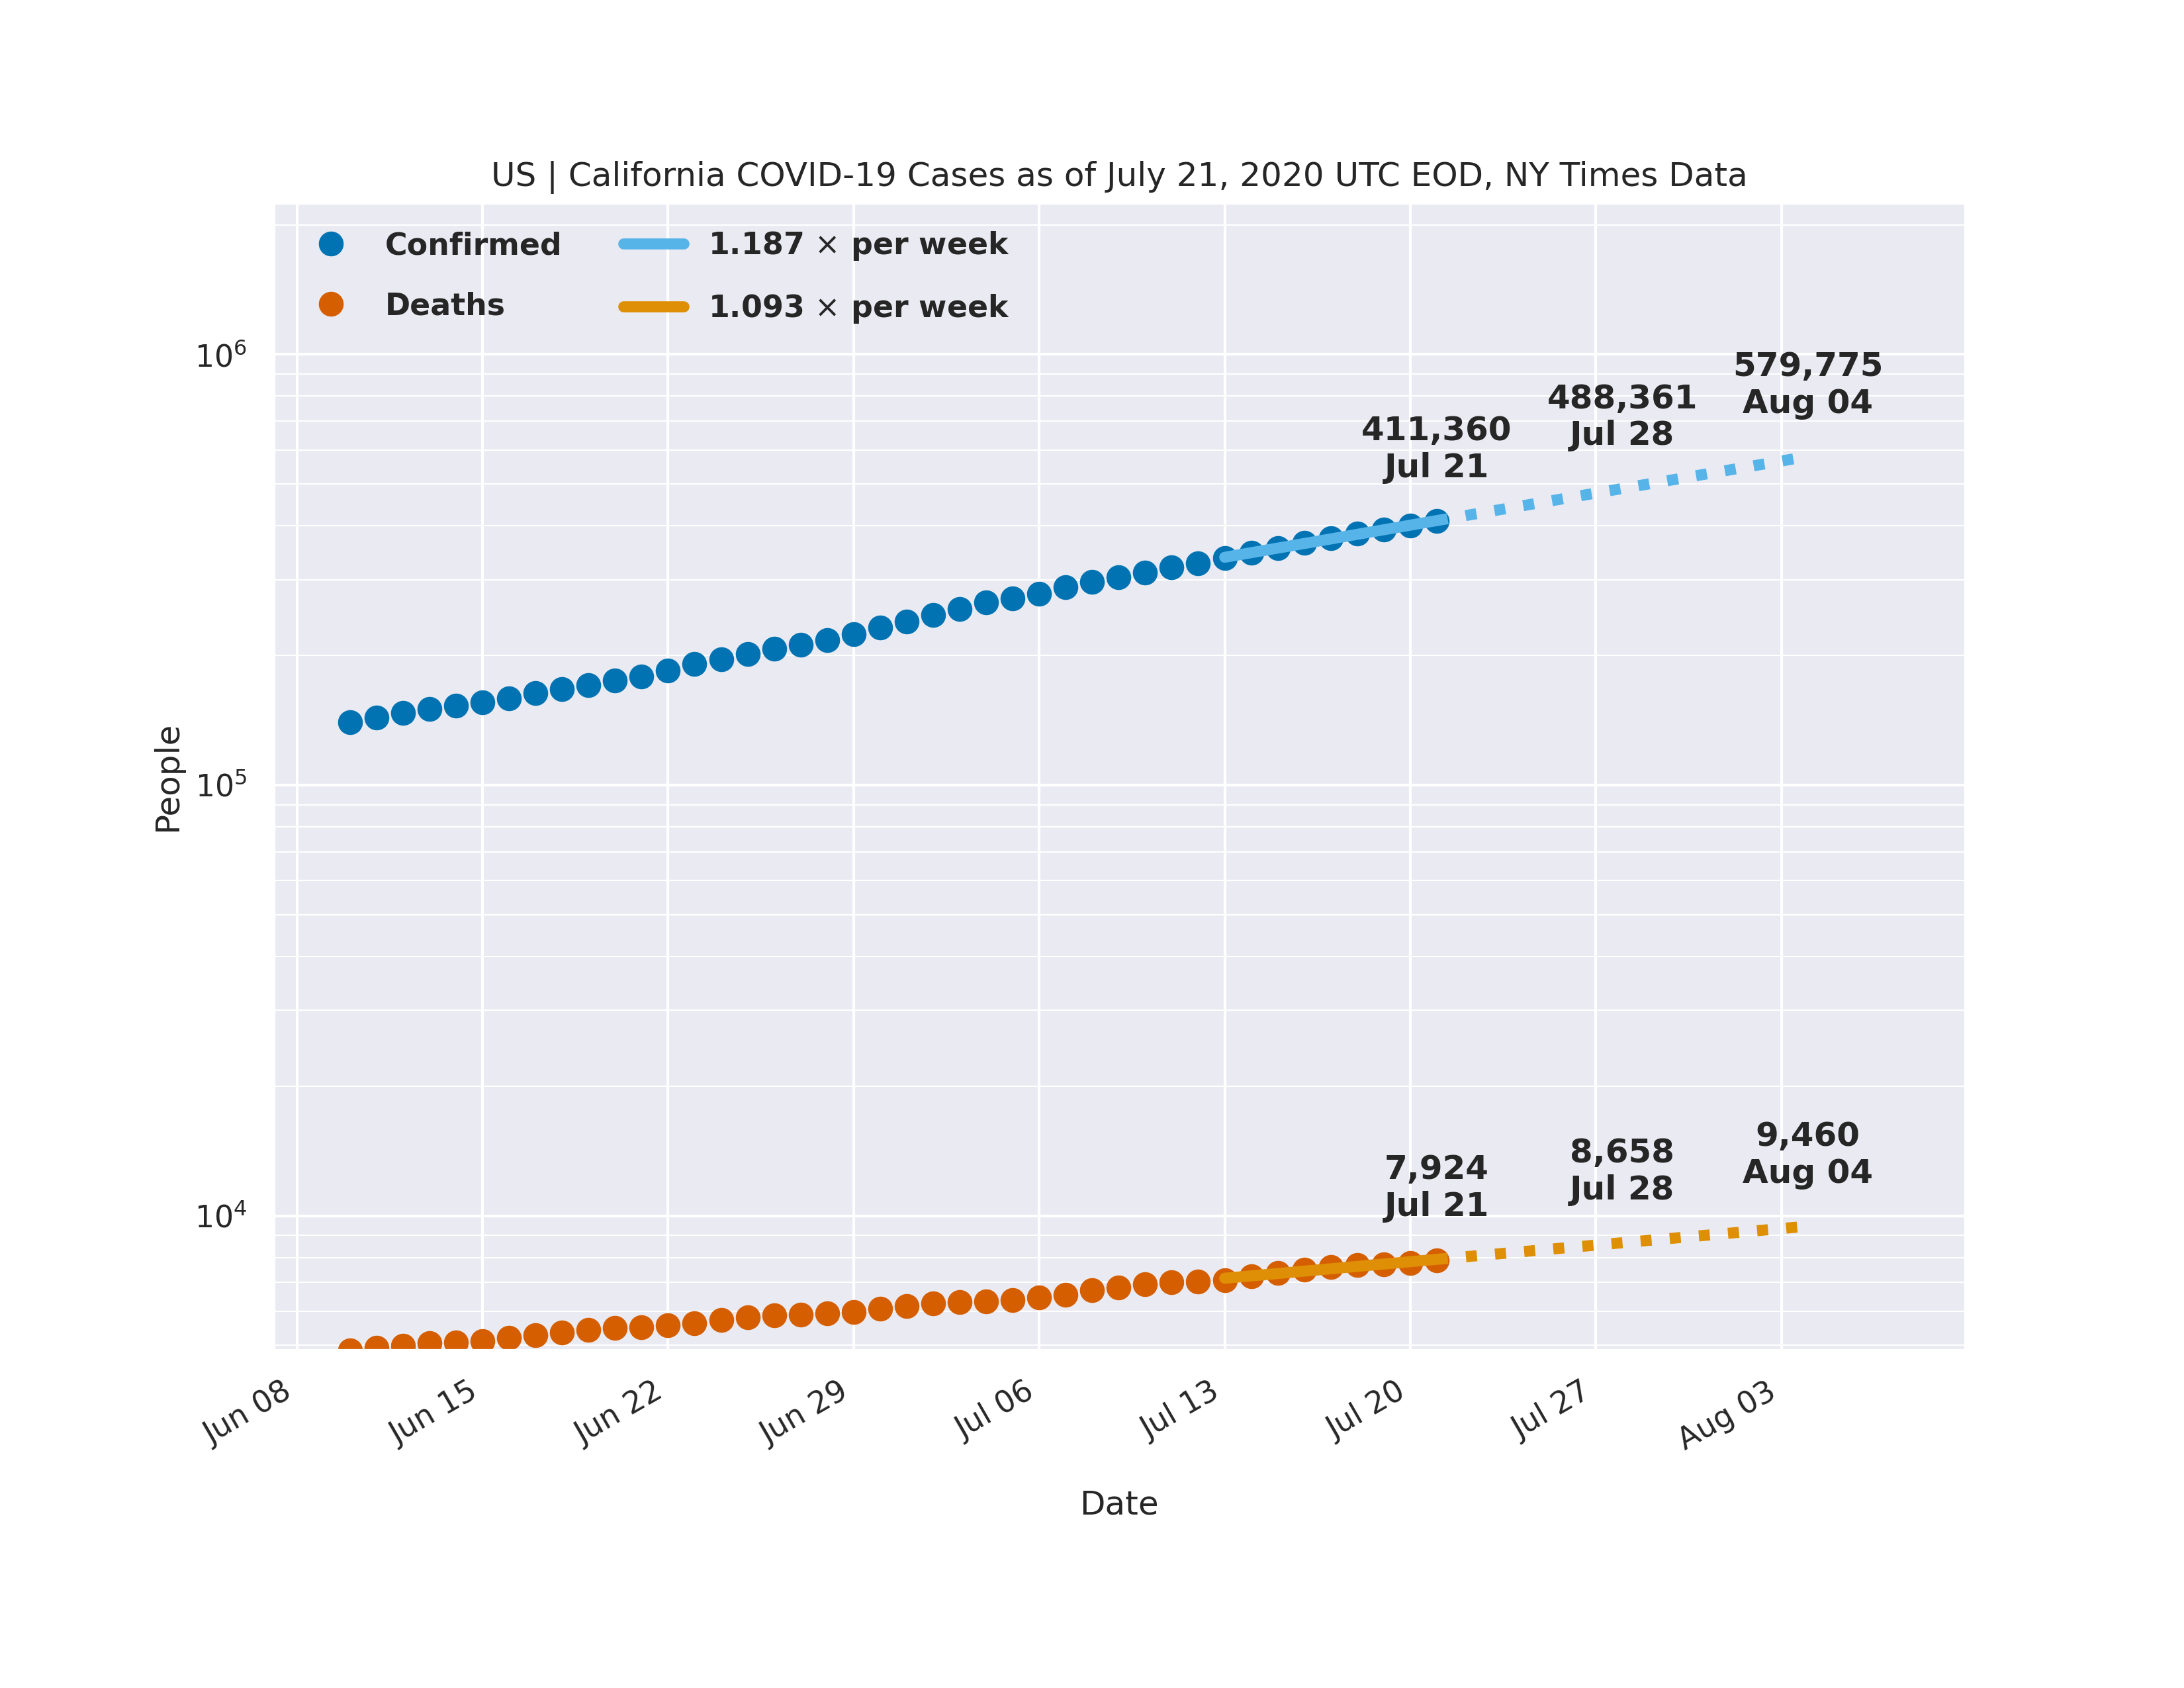 US | California COVID-19 Cases as of July 21, 2020 UTC EOD, NY Times Data
Confirmed
Deaths
1.187 × per week
1.093 × per week
10⁶
10⁵
10⁴
People
411,360
Jul 21
488,361
Jul 28
579,775
Aug 04
7,924
Jul 21
8,658
Jul 28
9,460
Aug 04
Jun 08
Jun 15
Jun 22
Jun 29
Jul 06
Jul 13
Jul 20
Jul 27
Aug 03
Date